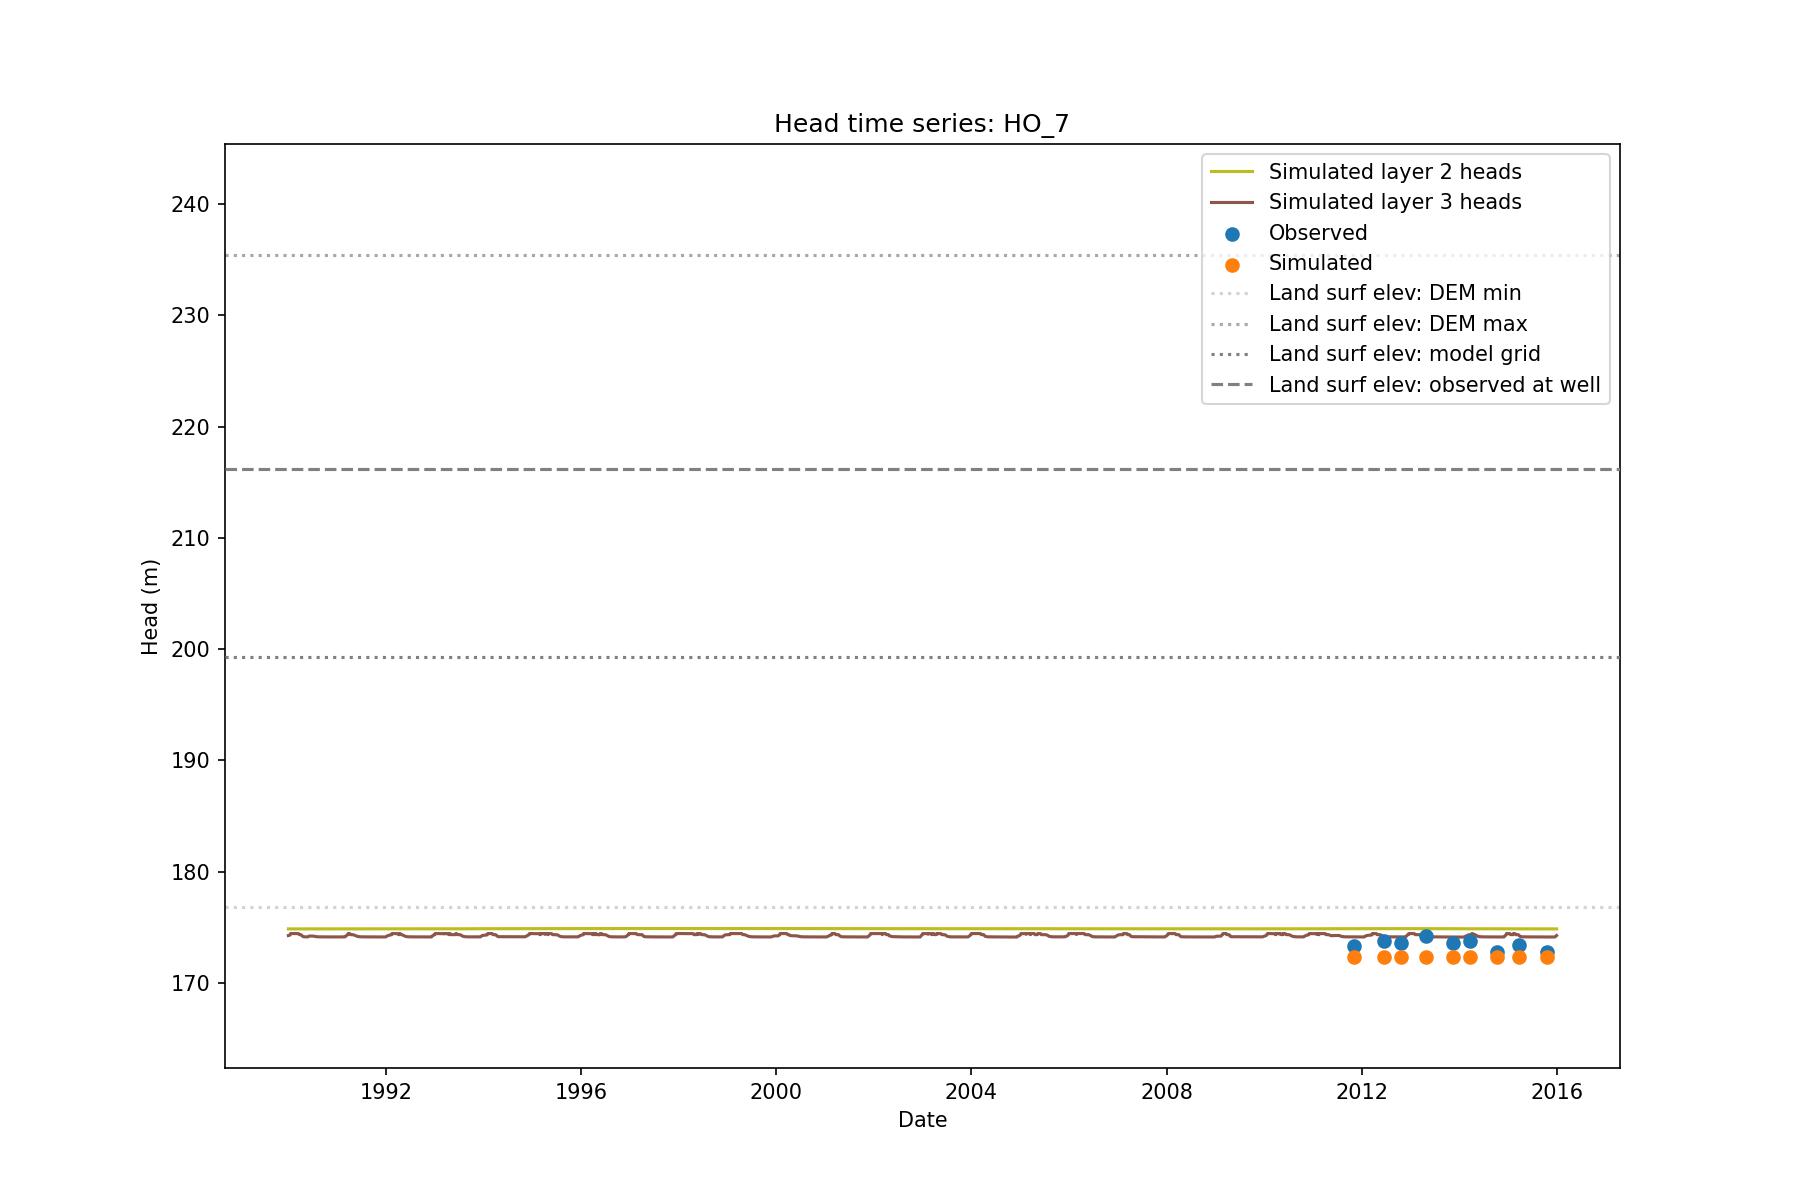 Head time series: HO_7
Simulated layer 2 heads
Simulated layer 3 heads
Observed
Simulated
Land surf elev: DEM min
Land surf elev: DEM max
Land surf elev: model grid
Land surf elev: observed at well
Head (m)
240
230
220
210
200
190
180
170
1992 1996 2000 2004 2008 2012 2016
Date